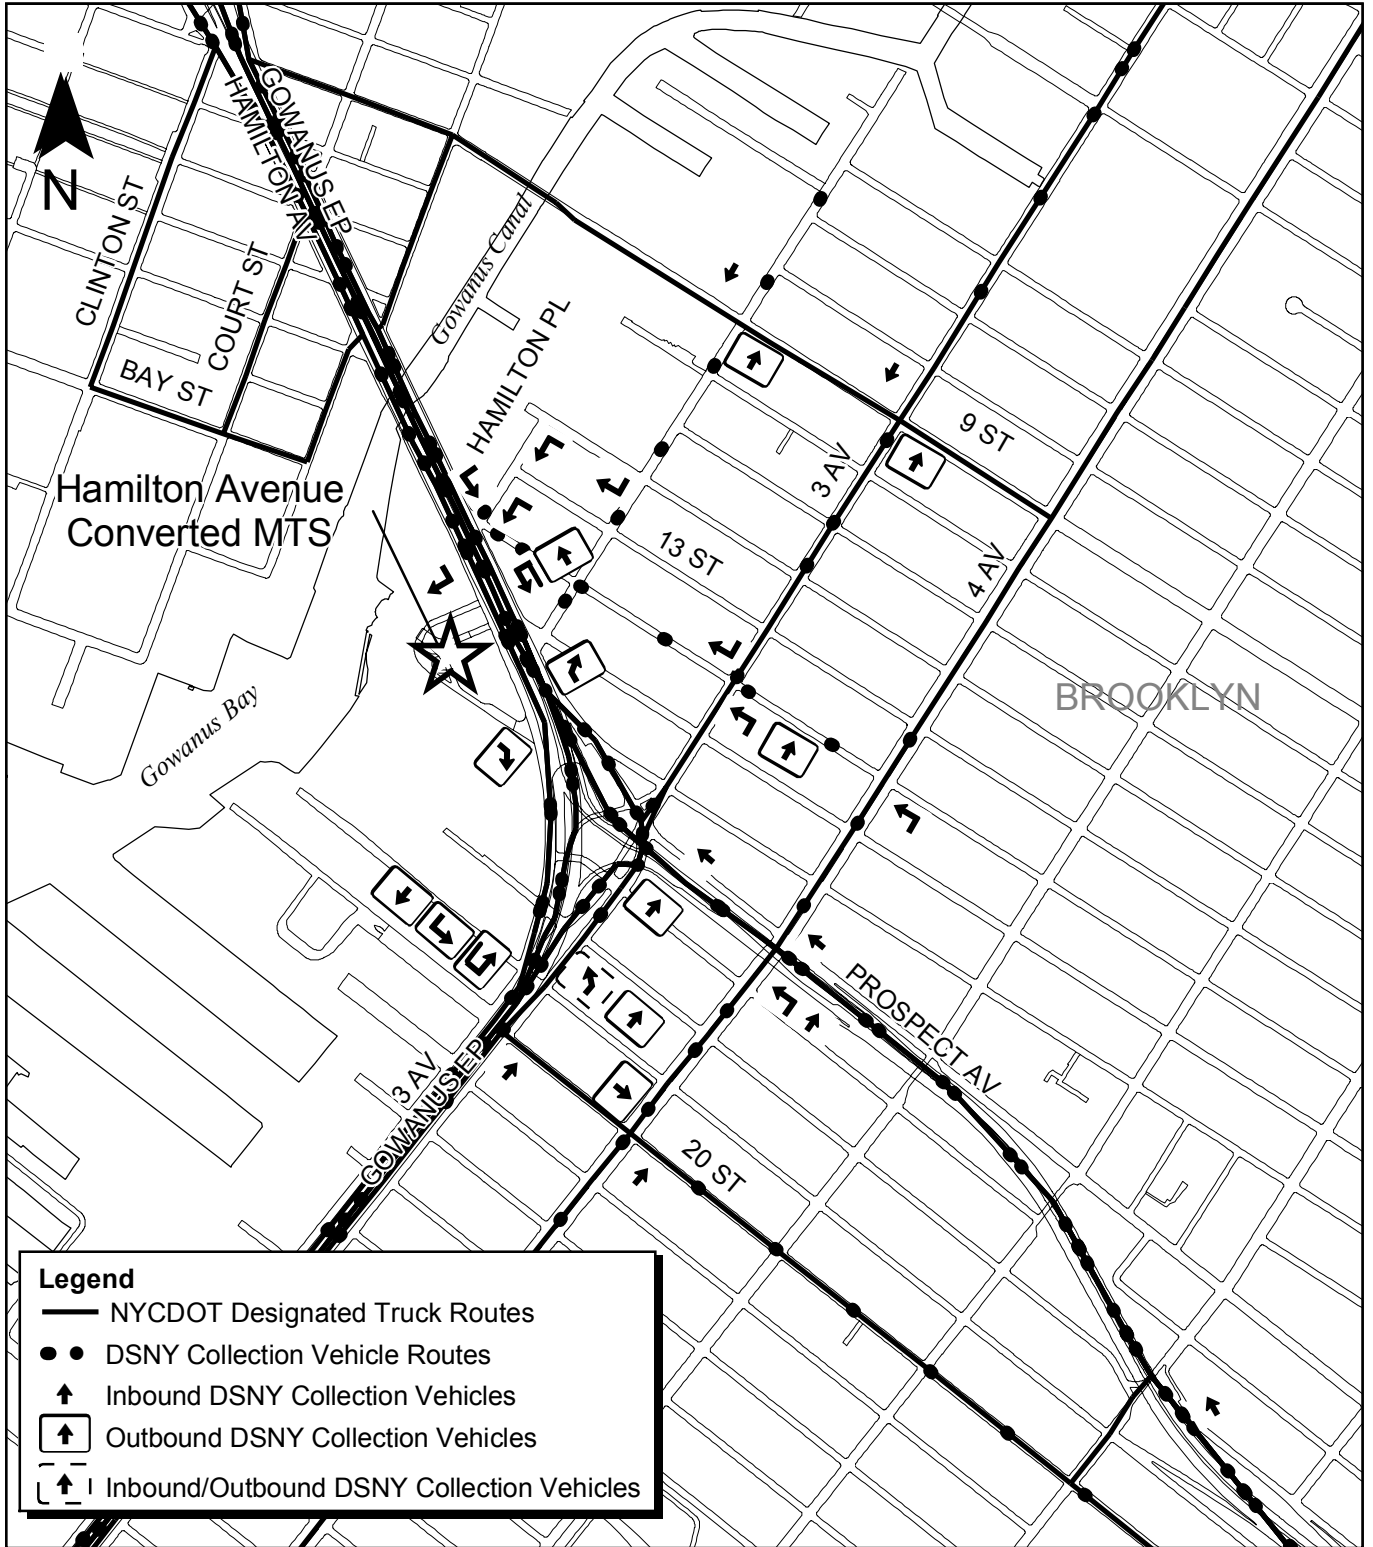 GOWANUS EP
HAMILTON AV
N
CLINTON ST
COURT ST
Gowanus Canal
HAMILTON PL
BAY ST
9 ST
3 AV
Hamilton Avenue
Converted MTS
13 ST
4 AV
BROOKLYN
Gowanus Bay
PROSPECT AV
3 AV
GOWANUS EP
20 ST
Legend
NYCDOT Designated Truck Routes
DSNY Collection Vehicle Routes
Inbound DSNY Collection Vehicles
Outbound DSNY Collection Vehicles
Inbound/Outbound DSNY Collection Vehicles